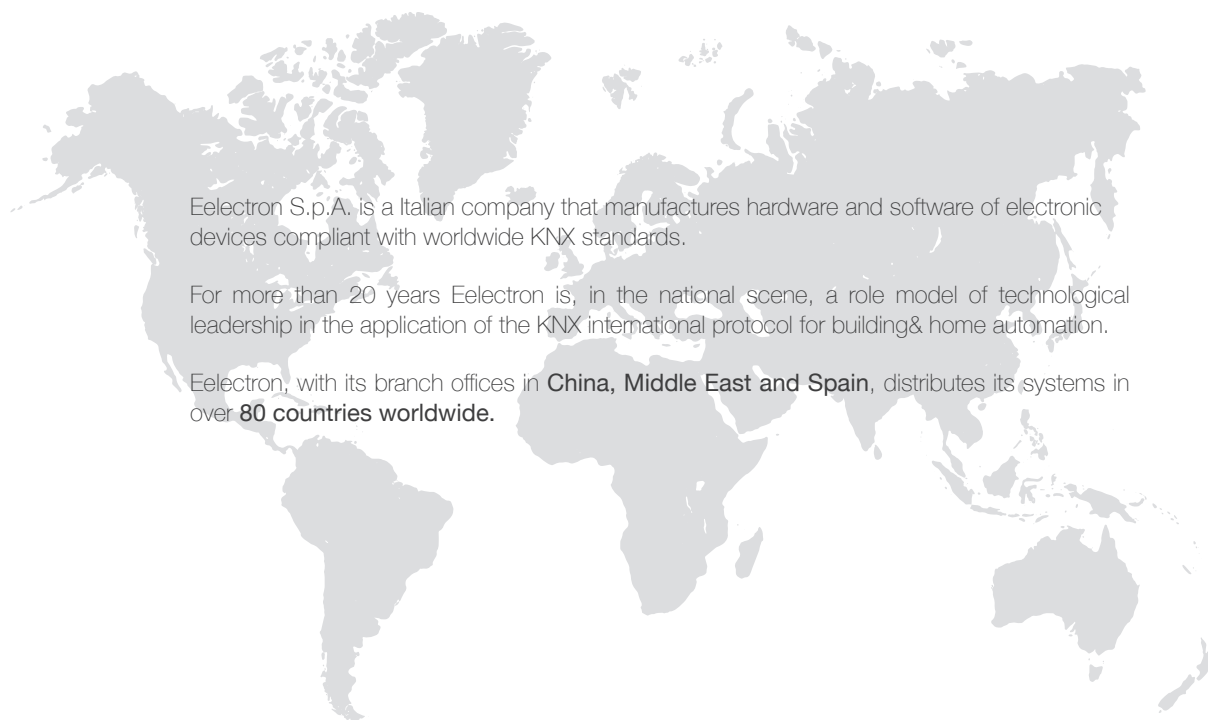 Eelectron S.p.A. is a Italian company that manufactures hardware and software of electronic
devices compliant with worldwide KNX standards.
For more than 20 years Eelectron is, in the national scene, a role model of technological
leadership in the application of the KNX international protocol for building& home automation.
Eelectron, with its branch offices in China, Middle East and Spain, distributes its systems in
over 80 countries worldwide.